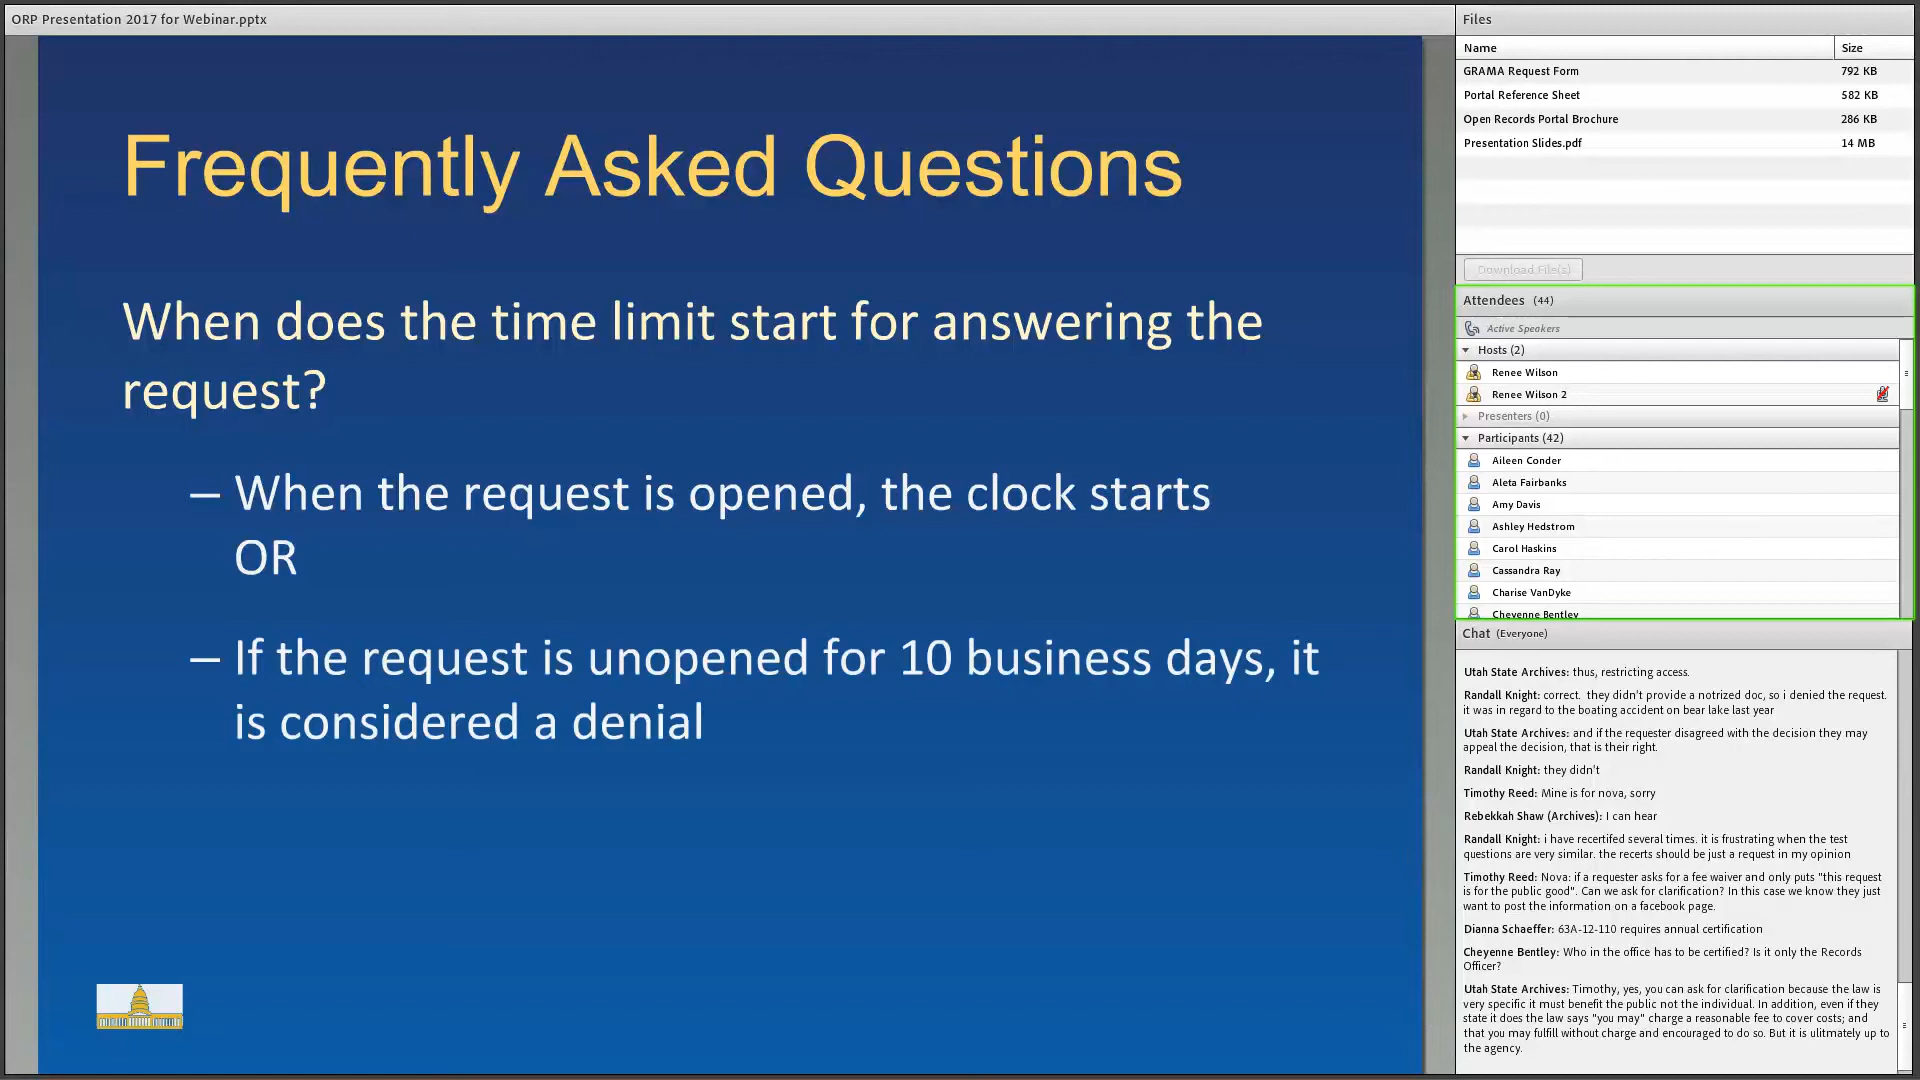 ORP Presentation 2017 for Webinar.pptx
Frequently Asked Questions
When does the time limit start for answering the
request?
– When the request is opened, the clock starts
OR
– If the request is unopened for 10 business days, it
is considered a denial
Files
Name Size
GRAMA Request Form 792 KB
Portal Reference Sheet 582 KB
Open Records Portal Brochure 286 KB
Presentation Slides.pdf 14 MB
Download File(s)
Attendees (44)
Active Speakers
Hosts (2)
Renee Wilson
Renee Wilson 2
Presenters (0)
Participants (42)
Aileen Conder
Aleta Fairbanks
Amy Davis
Ashley Hedstrom
Carol Haskins
Cassandra Ray
Charise VanDyke
Cheyenne Bentley
Chat (Everyone)
Utah State Archives: thus, restricting access.
Randall Knight: correct. they didn't provide a notrized doc, so i denied the request.
it was in regard to the boating accident on bear lake last year
Utah State Archives: and if the requester disagreed with the decision they may
appeal the decision, that is their right.
Randall Knight: they didn't
Timothy Reed: Mine is for nova, sorry
Rebekkah Shaw (Archives): I can hear
Randall Knight: i have recertifed several times. it is frustrating when the test
questions are very similar. the recerts should be just a request in my opinion
Timothy Reed: Nova: if a requester asks for a fee waiver and only puts "this request
is for the public good". Can we ask for clarification? In this case we know they just
want to post the information on a facebook page.
Dianna Schaeffer: 63A-12-110 requires annual certification
Cheyenne Bentley: Who in the office has to be certified? Is it only the Records
Officer?
Utah State Archives: Timothy, yes, you can ask for clarification because the law is
very specific it must benefit the public not the individual. In addition, even if they
state it does the law says "you may" charge a reasonable fee to cover costs; and
that you may fulfill without charge and encouraged to do so. But it is ulitmately up to
the agency.